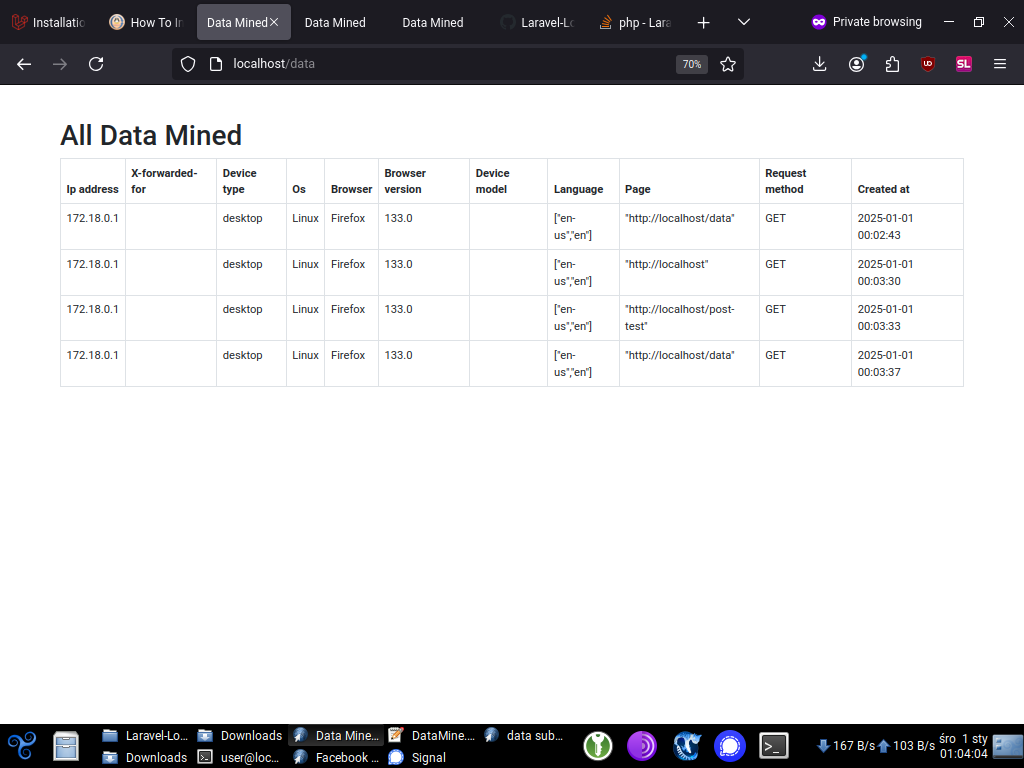 Installatio
How To In
Data Mined
Data Mined
Data Mined
Laravel-Lo
php - Lara
Private browsing
localhost/data
70%
SL
All Data Mined
Ip address
X-forwarded-
for
Device
type
Os
Browser
Browser
version
Device
model
Language
Page
Request
method
Created at
172.18.0.1 desktop Linux Firefox 133.0 ["en- "http://localhost/data" GET 2025-01-01
us","en"] 00:02:43
172.18.0.1 desktop Linux Firefox 133.0 ["en- "http://localhost" GET 2025-01-01
us","en"] 00:03:30
172.18.0.1 desktop Linux Firefox 133.0 ["en- "http://localhost/post- GET 2025-01-01
us","en"] test" 00:03:33
172.18.0.1 desktop Linux Firefox 133.0 ["en- "http://localhost/data" GET 2025-01-01
us","en"] 00:03:37
Laravel-Lo...
Downloads
Data Mine...
DataMine....
data sub...
Downloads
user@loc...
Facebook ...
Signal
167 B/s
103 B/s
śro 1 sty
01:04:04